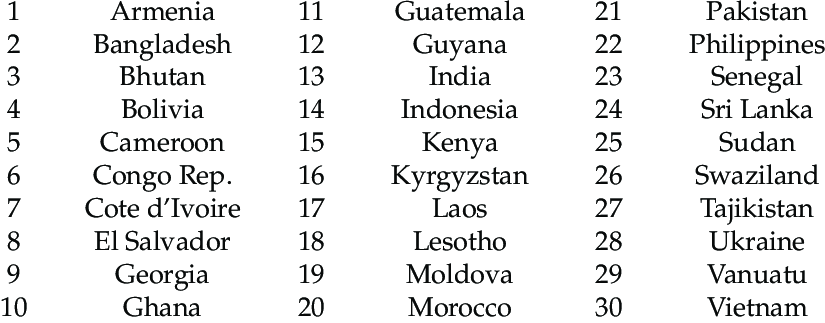 1 Armenia 11 Guatemala 21 Pakistan
2 Bangladesh 12 Guyana 22 Philippines
3 Bhutan 13 India 23 Senegal
4 Bolivia 14 Indonesia 24 Sri Lanka
5 Cameroon 15 Kenya 25 Sudan
6 Congo Rep. 16 Kyrgyzstan 26 Swaziland
7 Cote d'Ivoire 17 Laos 27 Tajikistan
8 El Salvador 18 Lesotho 28 Ukraine
9 Georgia 19 Moldova 29 Vanuatu
10 Ghana 20 Morocco 30 Vietnam